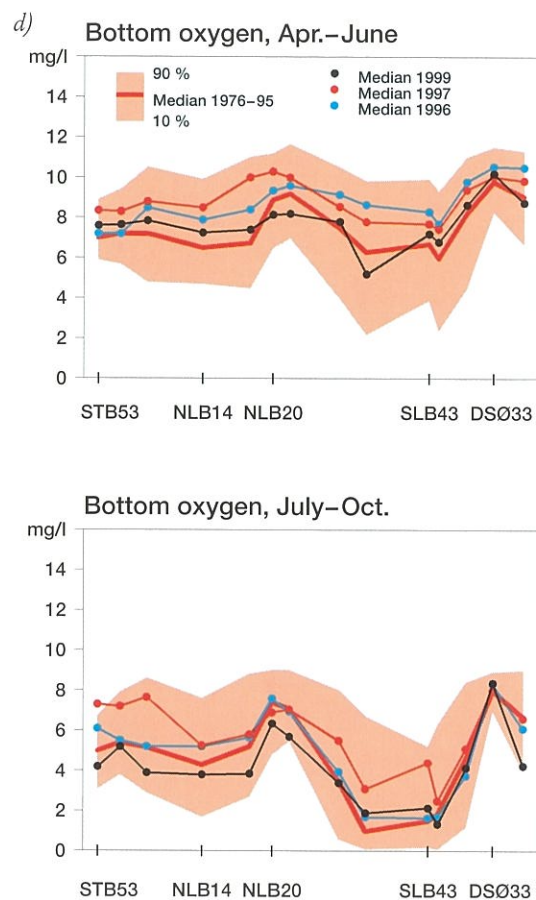 d)
Bottom oxygen, Apr.–June
mg/l
90 %
Median 1976–95
10 %
Median 1999
Median 1997
Median 1996
14
12
10
8
6
4
2
0
STB53 NLB14 NLB20 SLB43 DSØ33
Bottom oxygen, July–Oct.
mg/l
14
12
10
8
6
4
2
0
STB53 NLB14 NLB20 SLB43 DSØ33